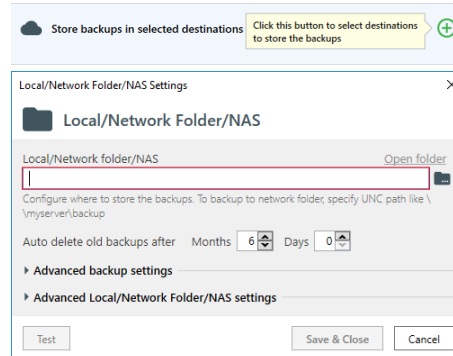 Store backups in selected destinations
Click this button to select destinations
to store the backups
Local/Network Folder/NAS Settings
Local/Network Folder/NAS
Local/Network folder/NAS
Open folder
Configure where to store the backups. To backup to network folder, specify UNC path like \
\myserver\backup
Auto delete old backups after Months 6 Days 0
Advanced backup settings
Advanced Local/Network Folder/NAS settings
Test
Save & Close
Cancel